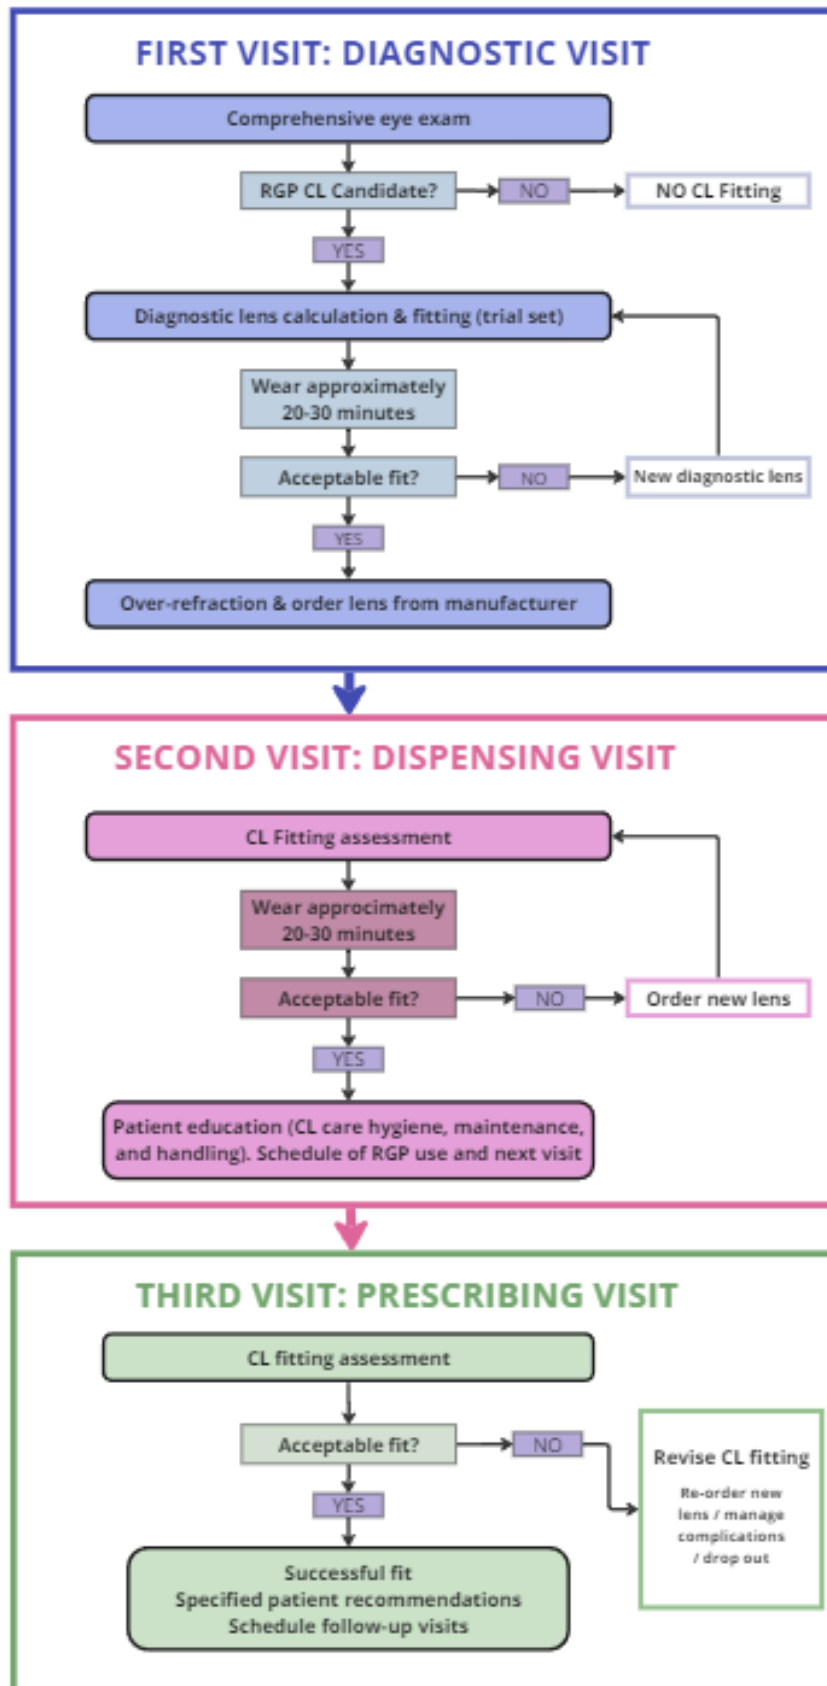 FIRST VISIT: DIAGNOSTIC VISIT
Comprehensive eye exam
RGP CL Candidate?
NO
NO CL Fitting
YES
Diagnostic lens calculation & fitting (trial set)
Wear approximately
20-30 minutes
Acceptable fit?
NO
New diagnostic lens
YES
Over-refraction & order lens from manufacturer
SECOND VISIT: DISPENSING VISIT
CL Fitting assessment
Wear approcimately
20-30 minutes
Acceptable fit?
NO
Order new lens
YES
Patient education (CL care hygiene, maintenance,
and handling). Schedule of RGP use and next visit
THIRD VISIT: PRESCRIBING VISIT
CL fitting assessment
Acceptable fit?
NO
Revise CL fitting
Re-order new
lens / manage
complications
/ drop out
YES
Successful fit
Specified patient recommendations
Schedule follow-up visits